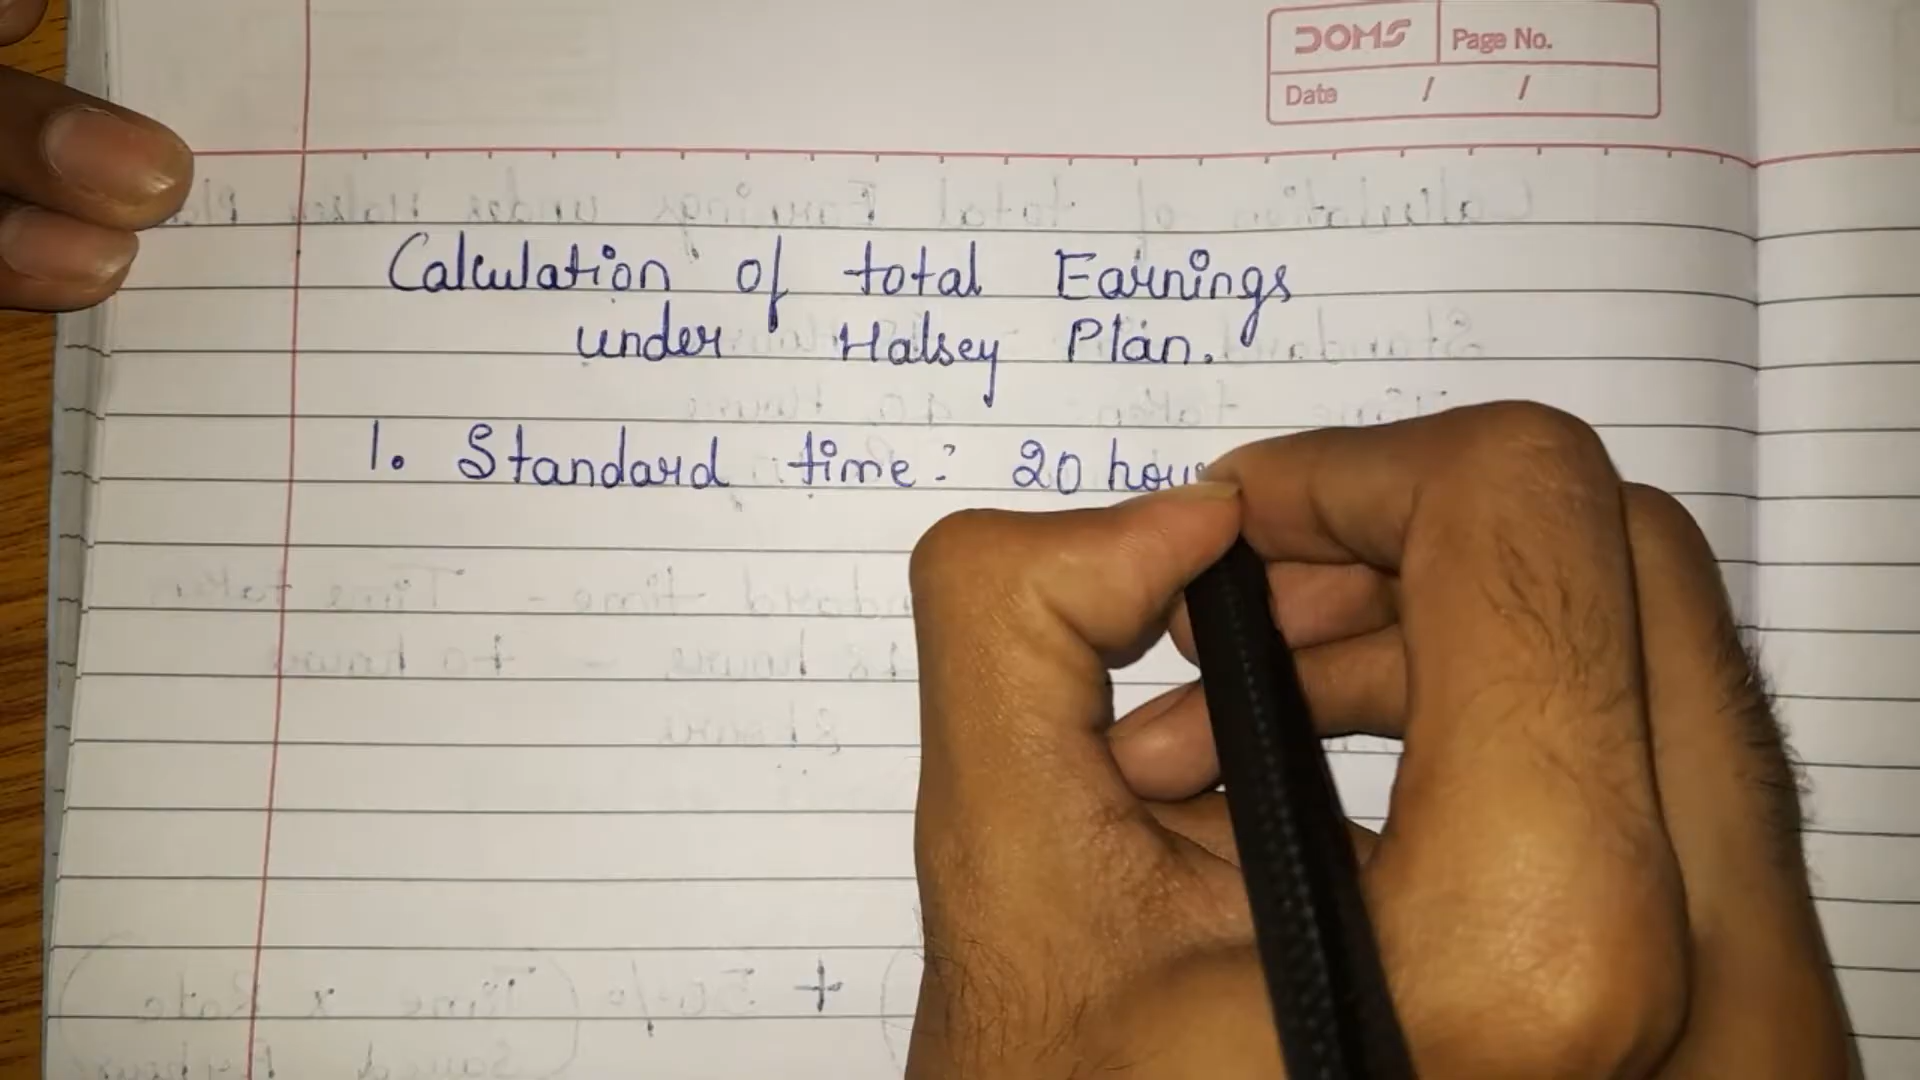 DOMS Page No.
Date / /
Calculation of total Earnings
under Halsey Plan.
1. Standard time: 20 hou